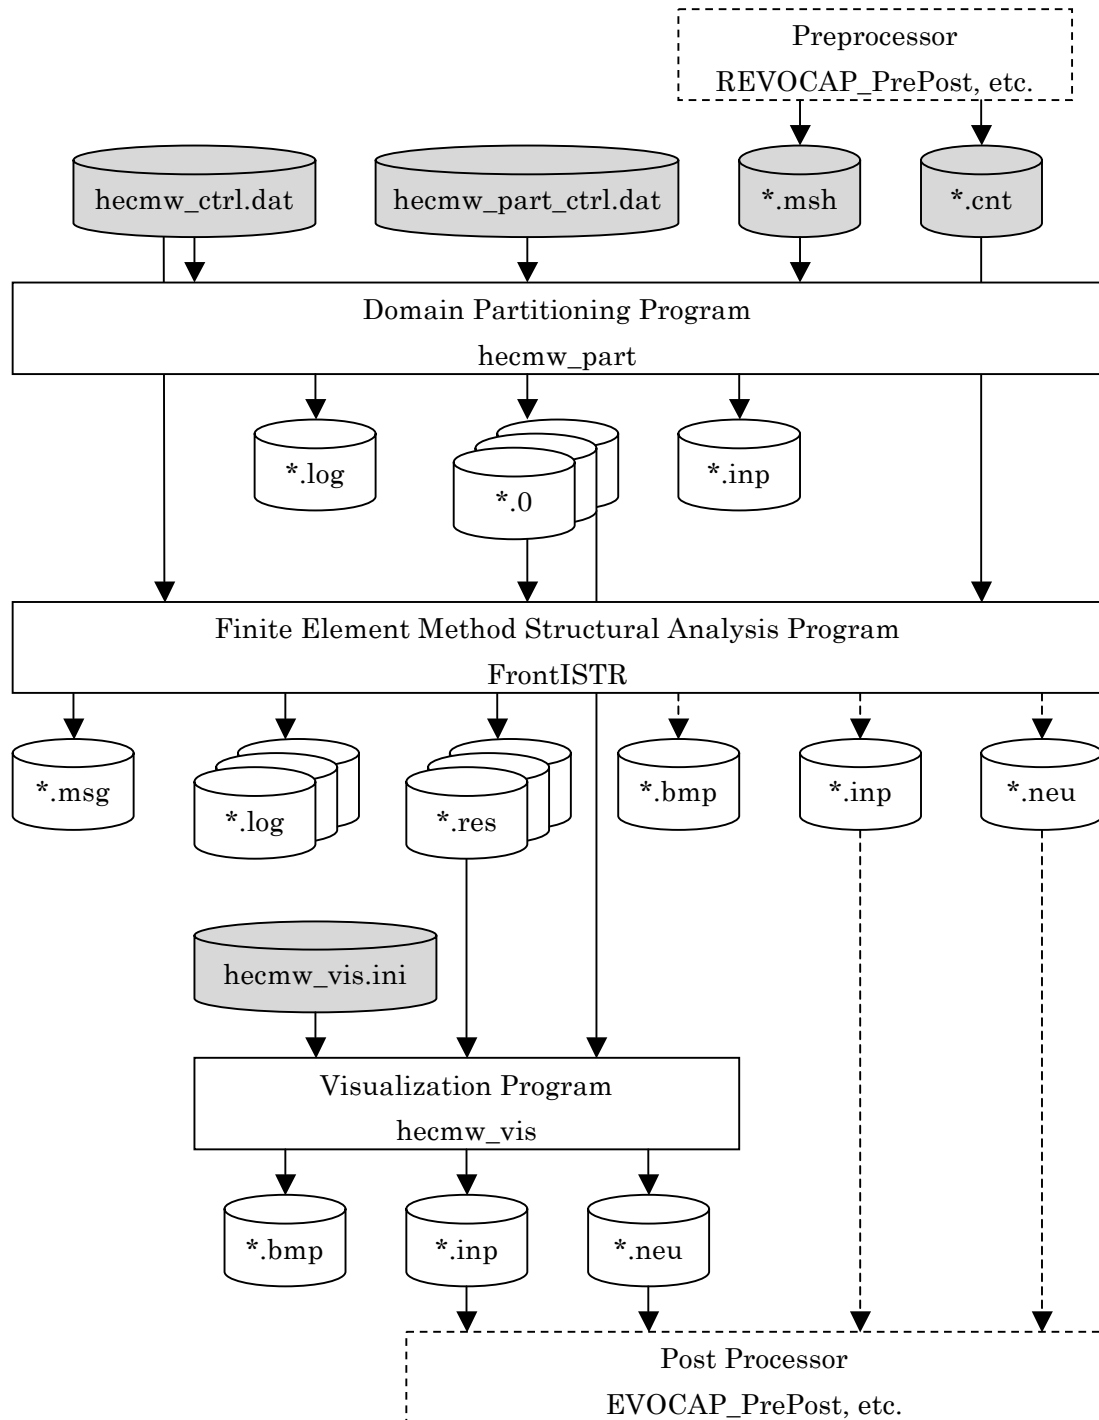 Preprocessor
REVOCAP_PrePost, etc.
hecmw_ctrl.dat
hecmw_part_ctrl.dat
*.msh
*.cnt
Domain Partitioning Program
hecmw_part
*.log
*.0
*.inp
Finite Element Method Structural Analysis Program
FrontISTR
*.msg
*.log
*.res
*.bmp
*.inp
*.neu
hecmw_vis.ini
Visualization Program
hecmw_vis
*.bmp
*.inp
*.neu
Post Processor
EVOCAP_PrePost, etc.